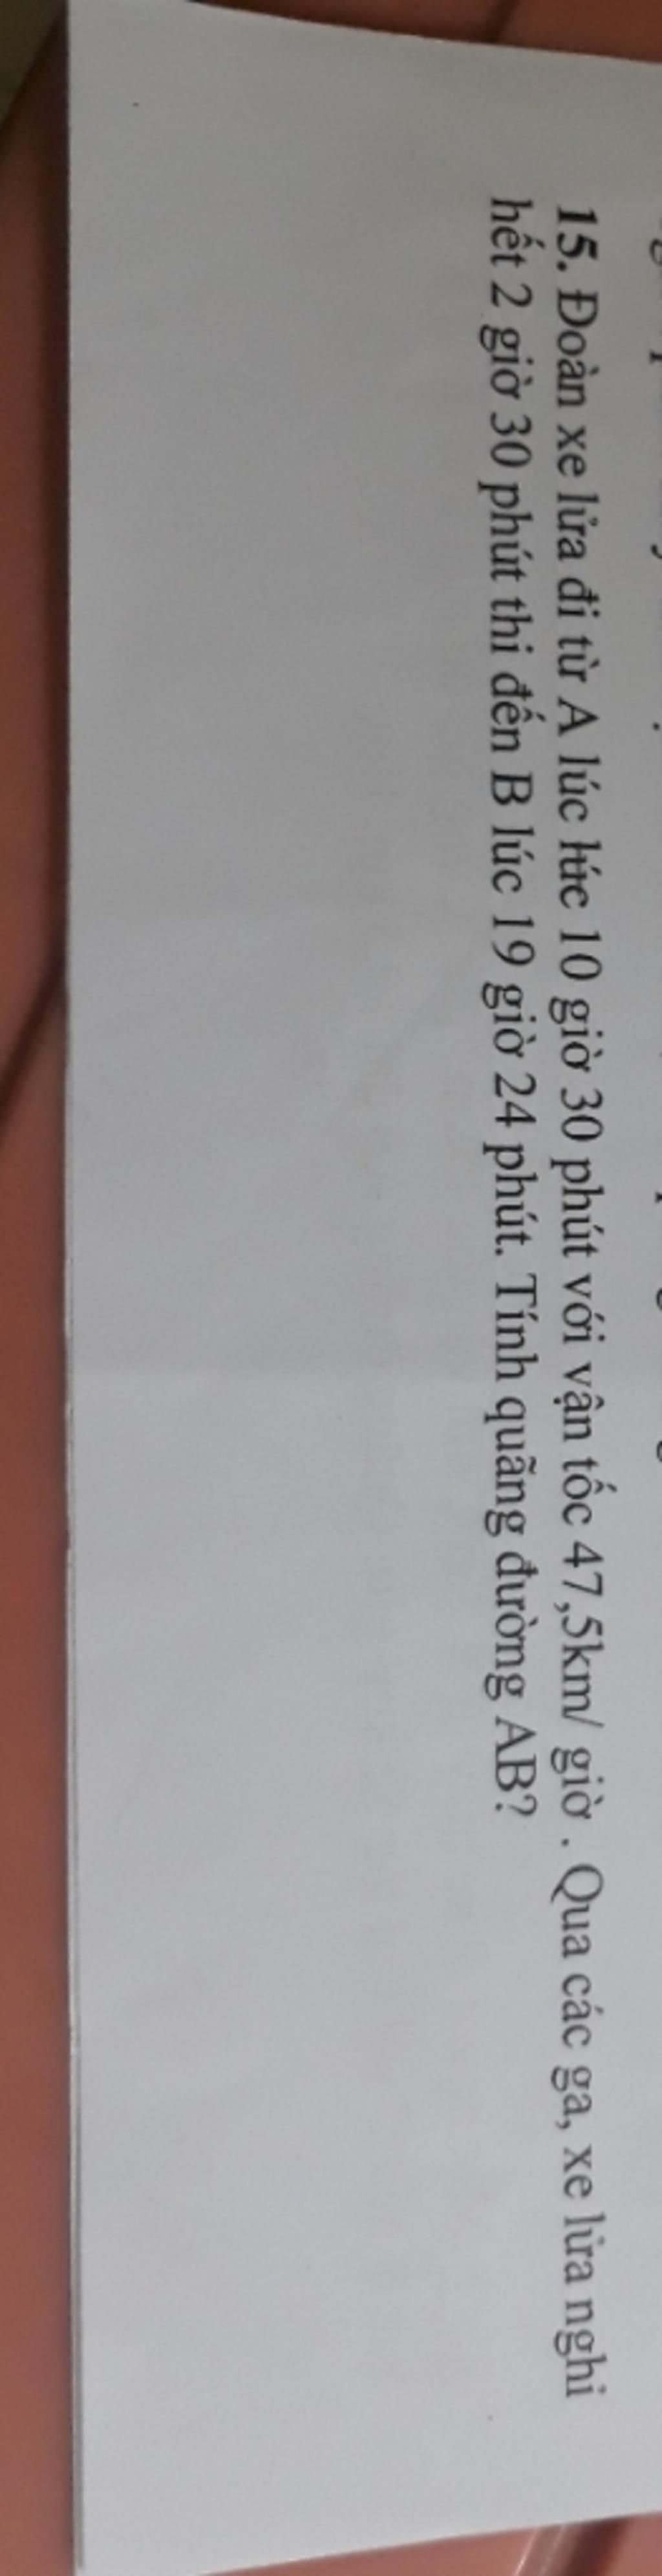 15. Đoàn xe lửa đi từ A lúc lúc 10 giờ 30 phút với vận tốc 47,5km/ giờ . Qua các ga, xe lửa nghi
hết 2 giờ 30 phút thi đến B lúc 19 giờ 24 phút. Tính quãng đường AB?